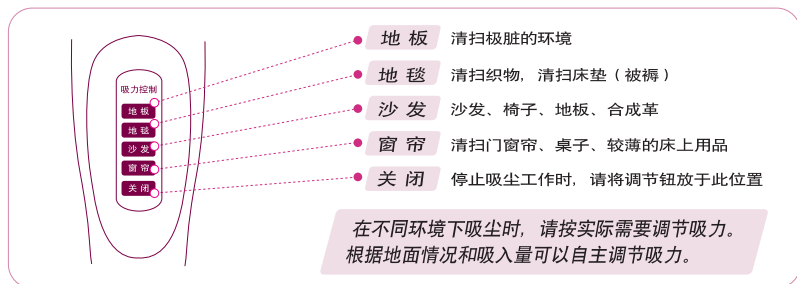 吸力控制
地板
地毯
沙发
窗帘
关闭
地板 清扫极脏的环境
地毯 清扫织物，清扫床垫（被褥）
沙发 沙发、椅子、地板、合成革
窗帘 清扫门窗帘、桌子、较薄的床上用品
关闭 停止吸尘工作时，请将调节钮放于此位置
在不同环境下吸尘时，请按实际需要调节吸力。
根据地面情况和吸入量可以自主调节吸力。